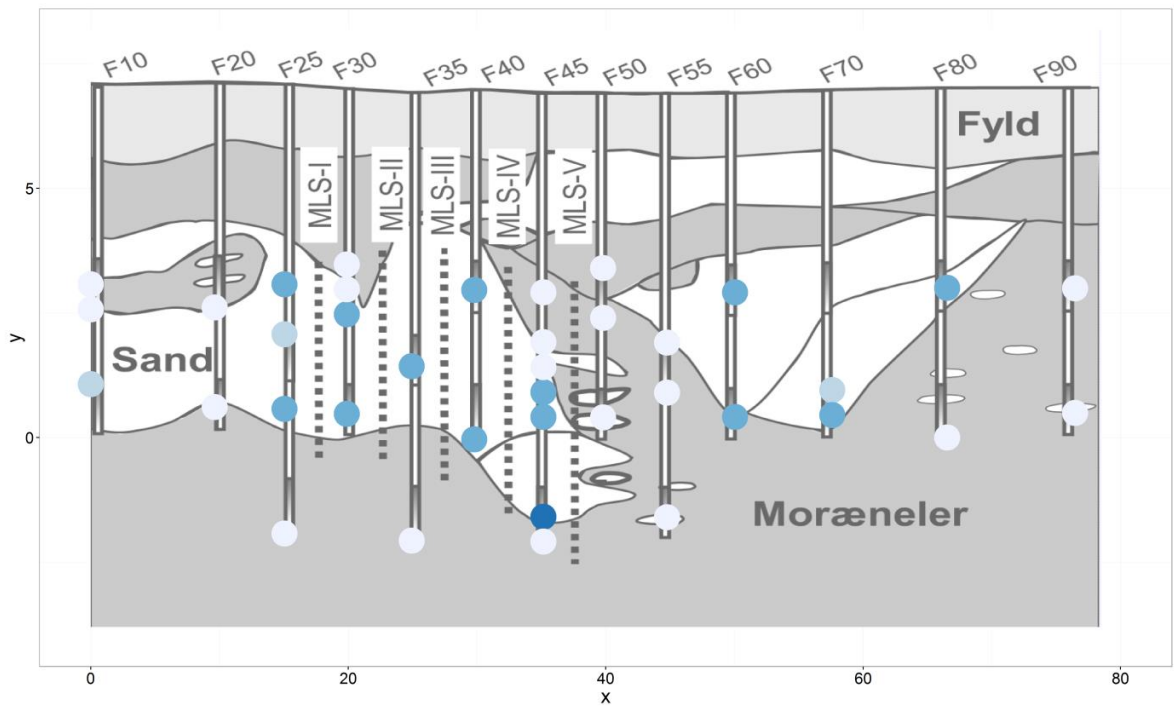 F10 F20 F25 F30 F35 F40 F45 F50 F55 F60 F70 F80 F90
Fyld
MLS-I MLS-II MLS-III MLS-IV MLS-V
5
Sand
0
Moræneler
y
0 20 40 60 80
x